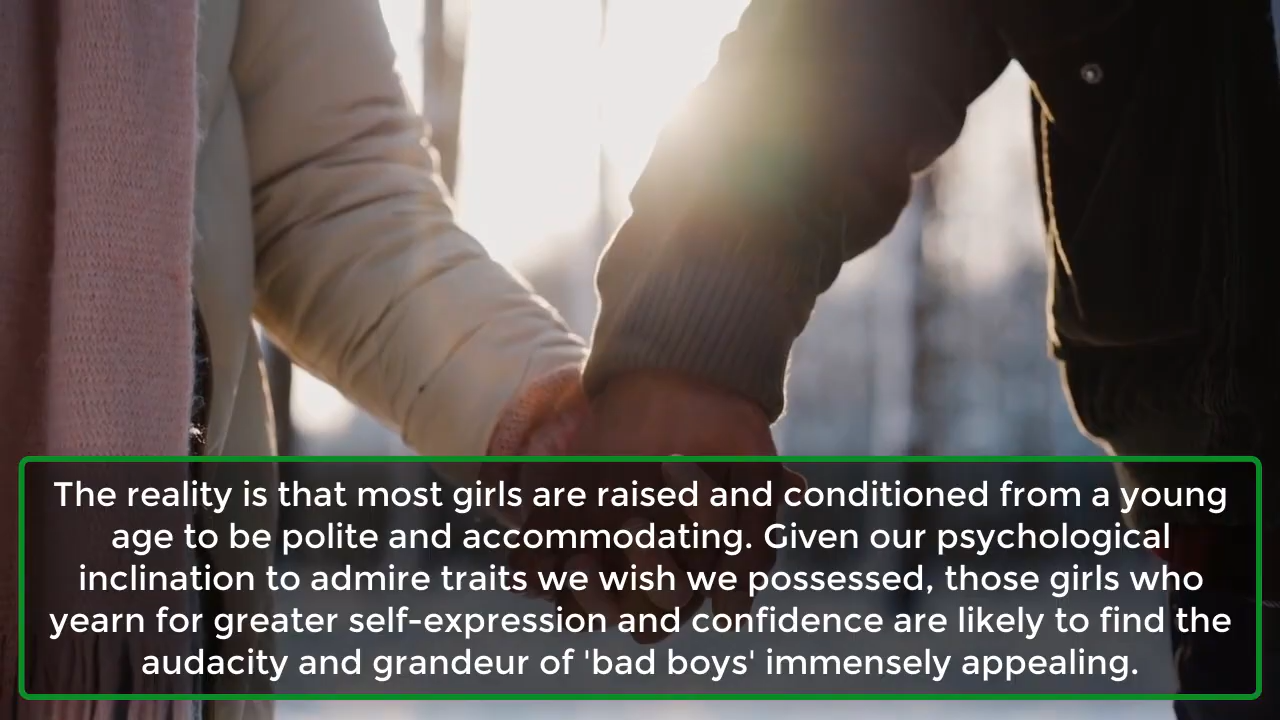 The reality is that most girls are raised and conditioned from a young
age to be polite and accommodating. Given our psychological
inclination to admire traits we wish we possessed, those girls who
yearn for greater self-expression and confidence are likely to find the
audacity and grandeur of 'bad boys' immensely appealing.